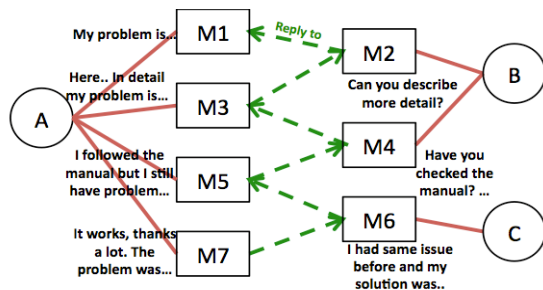 My problem is...
M1
Reply to
M2
Here.. In detail
my problem is...
M3
Can you describe
more detail?
B
A
M4
I followed the
manual but I still
have problem...
M5
Have you
checked the
manual? ...
M6
It works, thanks
a lot. The
problem was...
M7
I had same issue
before and my
solution was..
C